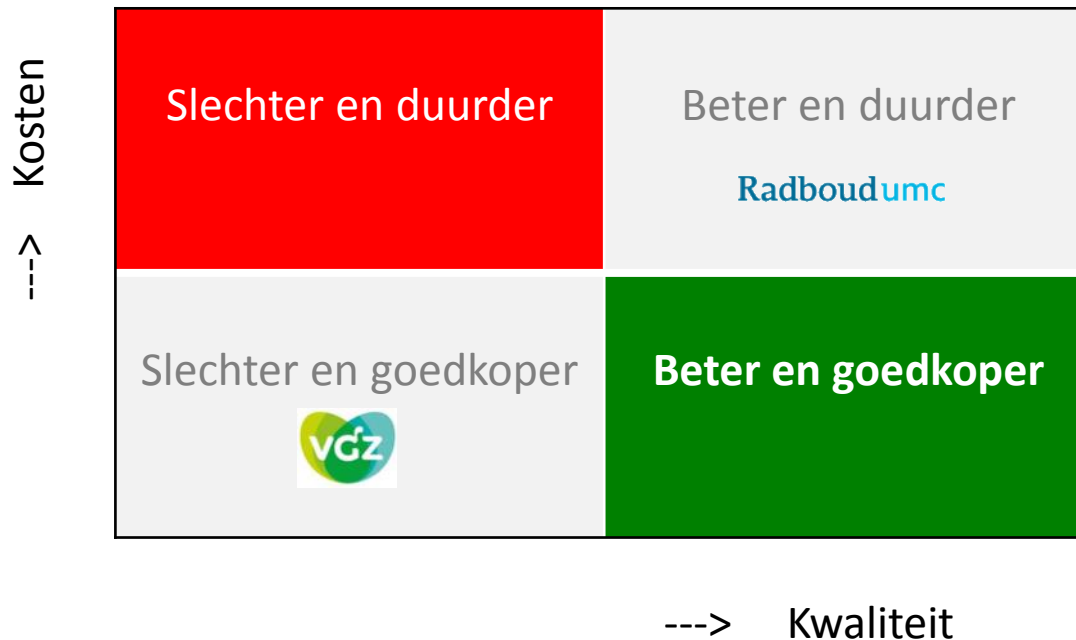 ---> Kosten
Slechter en duurder
Beter en duurder
Radboudumc
Slechter en goedkoper
vgz
Beter en goedkoper
---> Kwaliteit